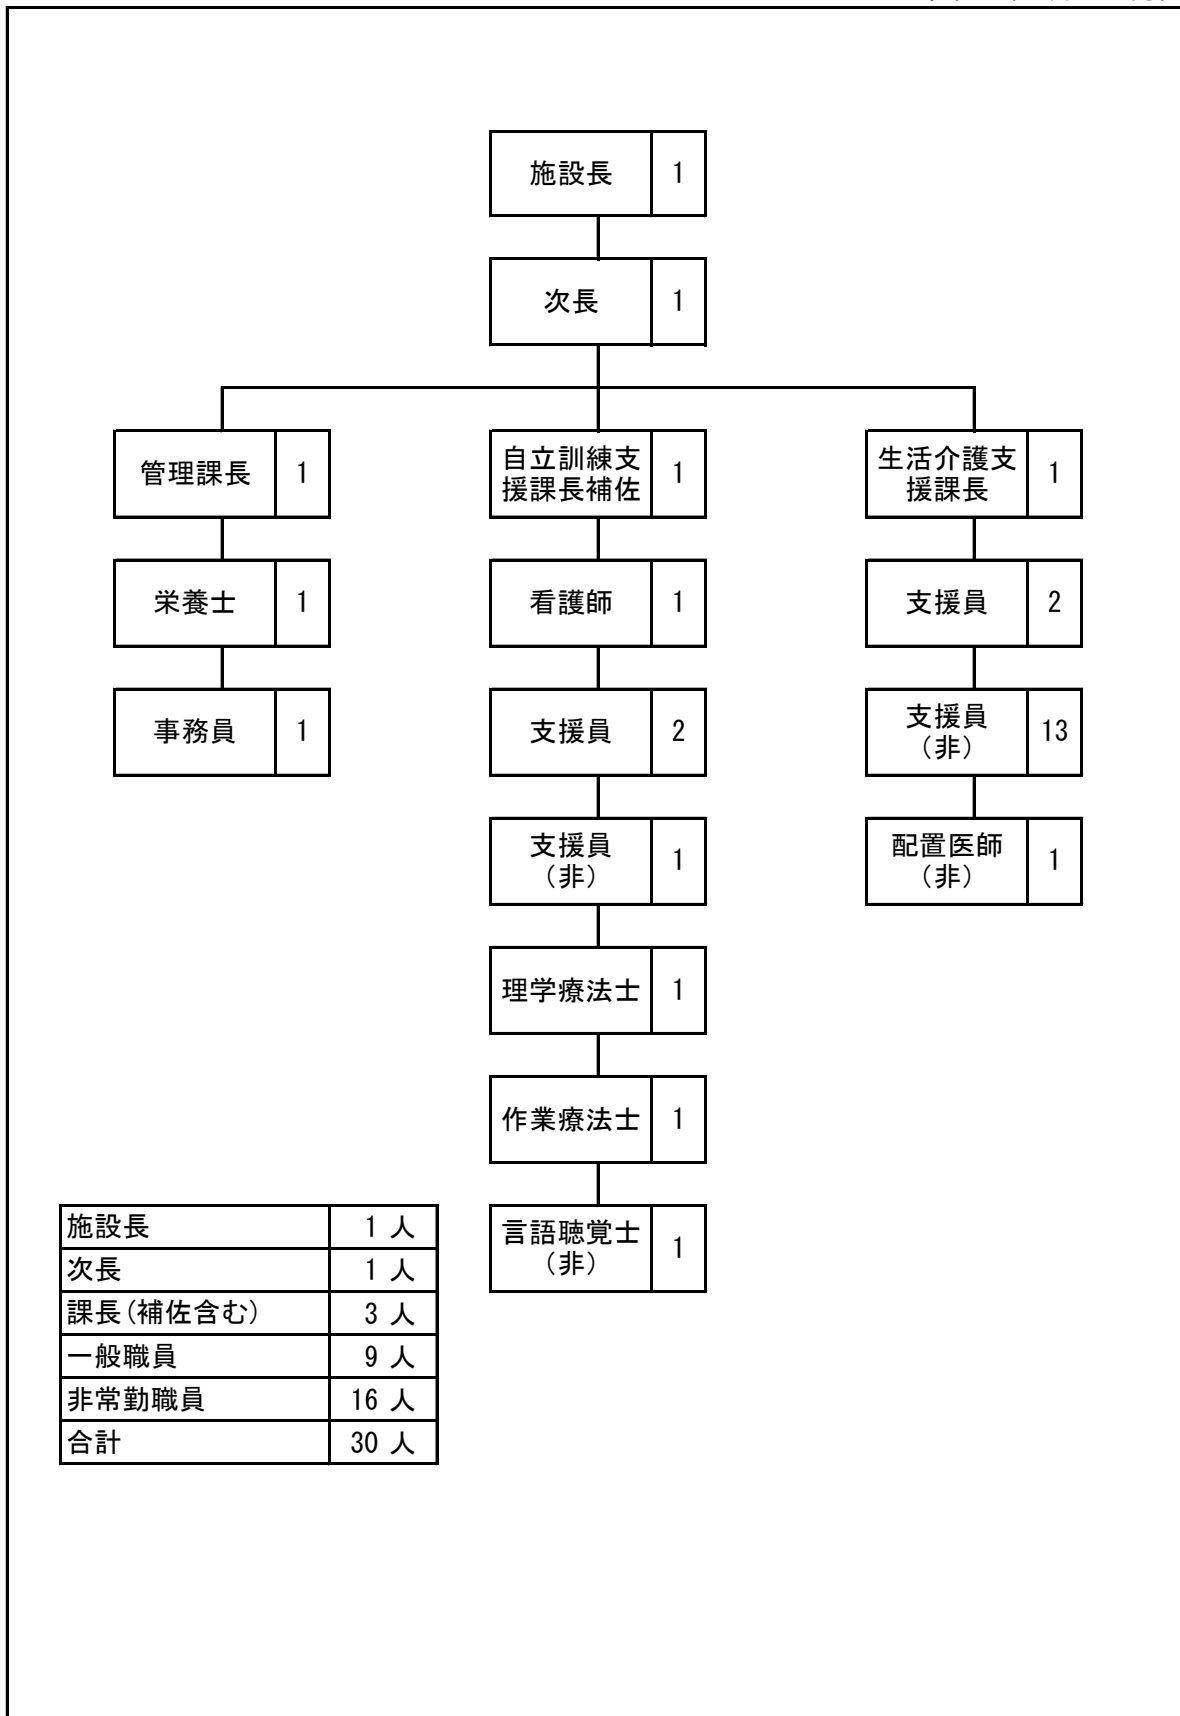 施設長 1
次長 1
管理課長 1
自立訓練支
援課長補佐 1
生活介護支
援課長 1
栄養士 1
看護師 1
支援員 2
事務員 1
支援員 2
支援員
（非） 13
支援員
（非） 1
配置医師
（非） 1
理学療法士 1
作業療法士 1
言語聴覚士
（非） 1
施設長 1 人
次長 1 人
課長(補佐含む) 3 人
一般職員 9 人
非常勤職員 16 人
合計 30 人